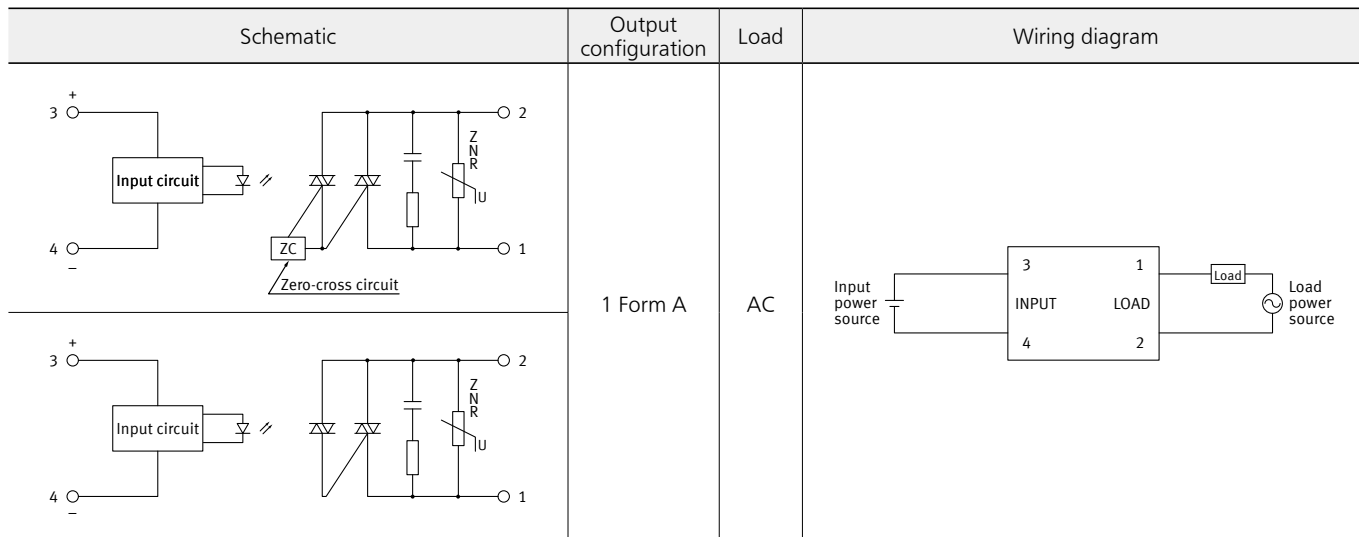 Schematic
Output
configuration
Load
Wiring diagram
+
3
2
Z
N
R
Input circuit
U
ZC
4
1
–
Zero-cross circuit
+
3
2
Z
N
R
Input circuit
U
4
1
–
1 Form A
AC
3
1
Load
Input
power
source
INPUT
LOAD
Load
power
source
4
2